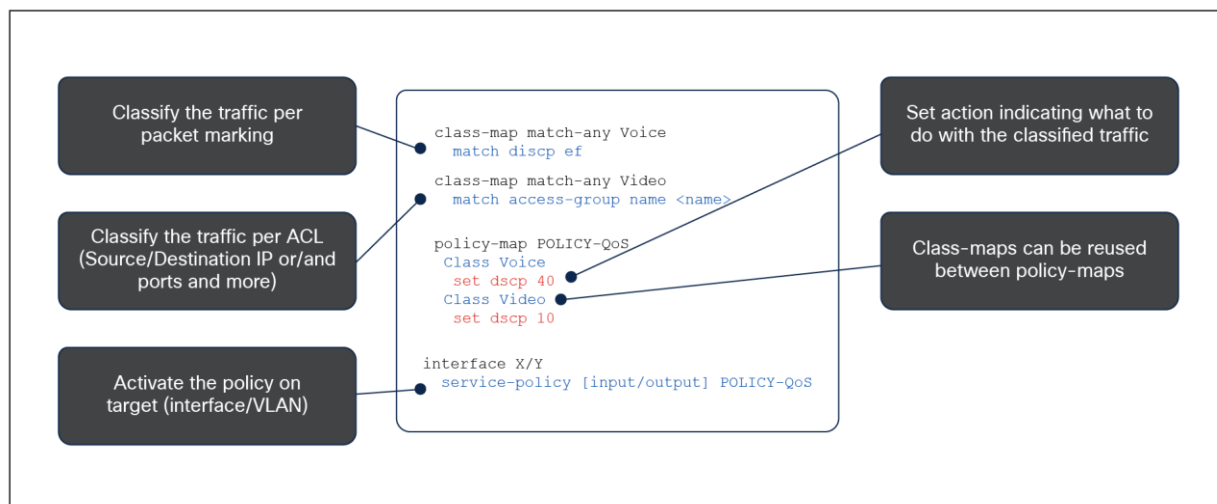 Classify the traffic per
packet marking
Classify the traffic per ACL
(Source/Destination IP or/and
ports and more)
Activate the policy on
target (interface/VLAN)
class-map match-any Voice
match discp ef
class-map match-any Video
match access-group name <name>
policy-map POLICY-QoS
Class Voice
set dscp 40
Class Video
set dscp 10
interface X/Y
service-policy [input/output] POLICY-QoS
Set action indicating what to
do with the classified traffic
Class-maps can be reused
between policy-maps